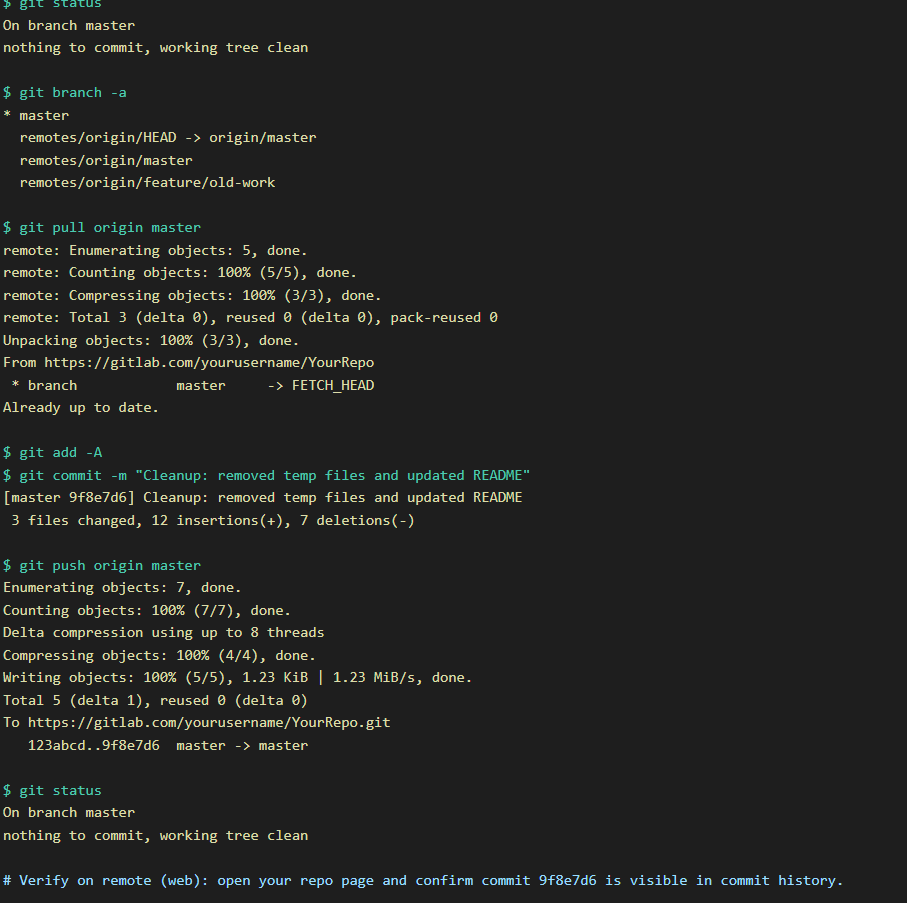 $ git status
On branch master
nothing to commit, working tree clean
$ git branch -a
* master
  remotes/origin/HEAD -> origin/master
  remotes/origin/master
  remotes/origin/feature/old-work
$ git pull origin master
remote: Enumerating objects: 5, done.
remote: Counting objects: 100% (5/5), done.
remote: Compressing objects: 100% (3/3), done.
remote: Total 3 (delta 0), reused 0 (delta 0), pack-reused 0
Unpacking objects: 100% (3/3), done.
From https://gitlab.com/yourusername/YourRepo
 * branch            master     -> FETCH_HEAD
Already up to date.
$ git add -A
$ git commit -m "Cleanup: removed temp files and updated README"
[master 9f8e7d6] Cleanup: removed temp files and updated README
 3 files changed, 12 insertions(+), 7 deletions(-)
$ git push origin master
Enumerating objects: 7, done.
Counting objects: 100% (7/7), done.
Delta compression using up to 8 threads
Compressing objects: 100% (4/4), done.
Writing objects: 100% (5/5), 1.23 KiB | 1.23 MiB/s, done.
Total 5 (delta 1), reused 0 (delta 0)
To https://gitlab.com/yourusername/YourRepo.git
   123abcd..9f8e7d6  master -> master
$ git status
On branch master
nothing to commit, working tree clean
# Verify on remote (web): open your repo page and confirm commit 9f8e7d6 is visible in commit history.